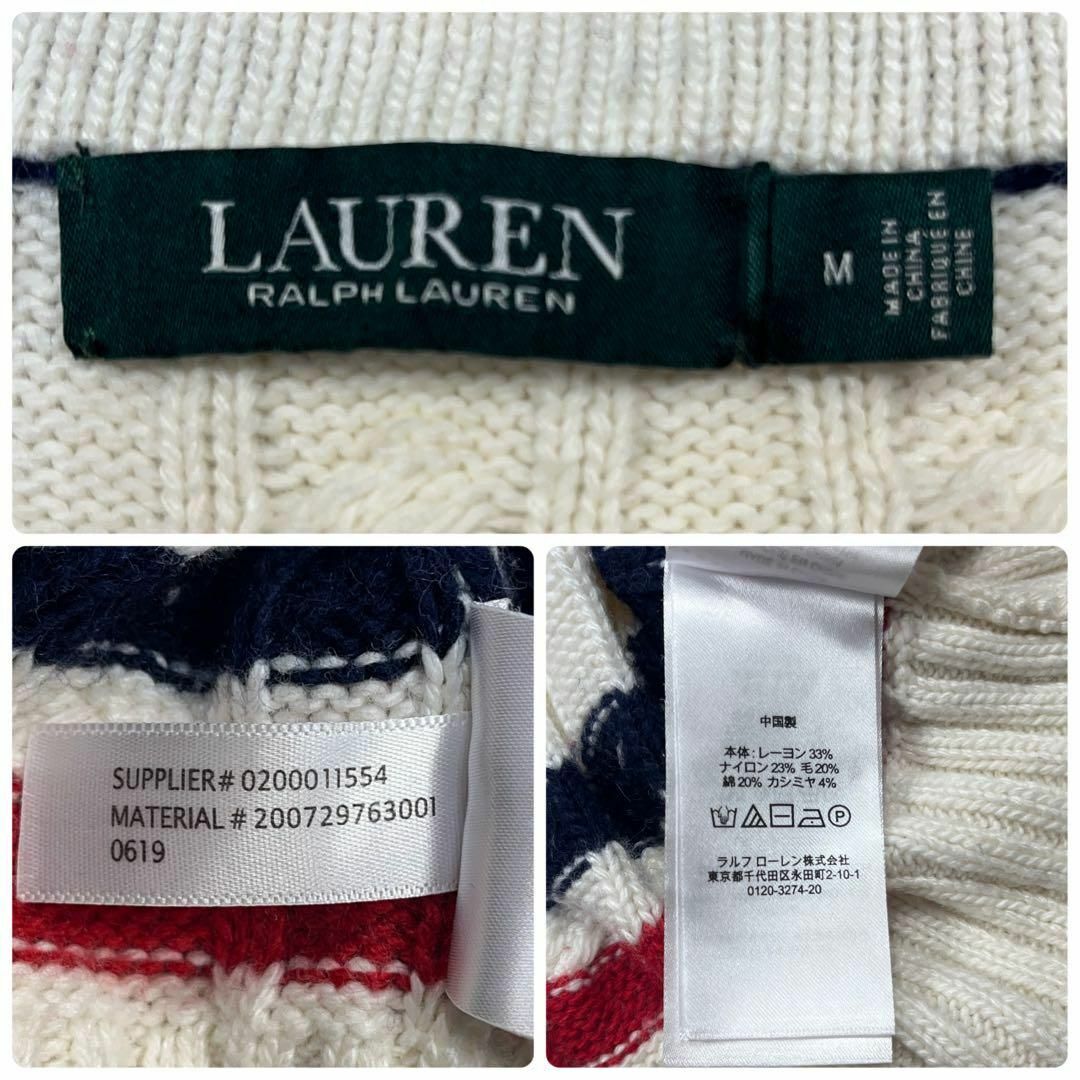 LAUREN
RALPH LAUREN
M
MADE IN
CHINA
FABRIQUÉ EN
CHINE
SUPPLIER# 0200011554
MATERIAL # 200729763001
0619
中国製
本体:レーヨン 33%
ナイロン 23% 毛 20%
綿 20% カシミヤ 4%
ラルフ ローレン株式会社
東京都千代田区永田町2-10-1
0120-3274-20